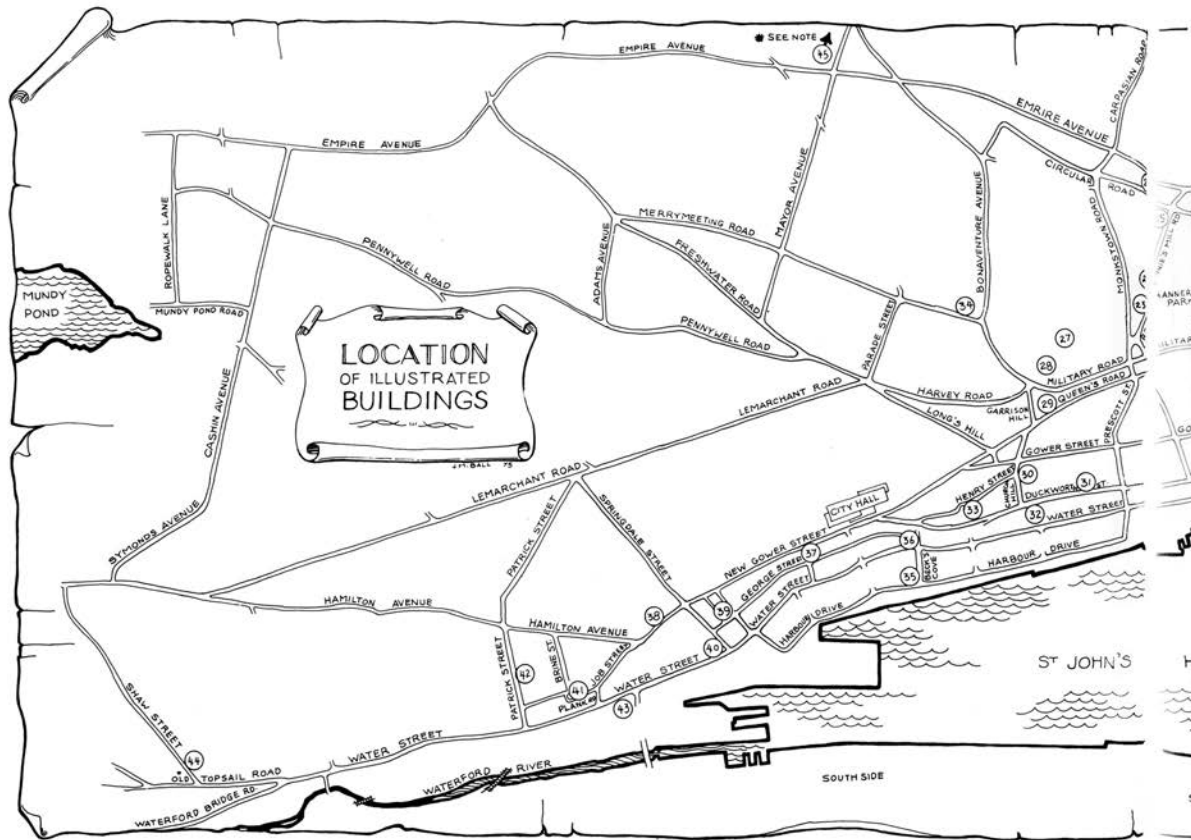 * SEE NOTE
45
EMPIRE AVENUE
CARPASIAN ROAD
EMRIRE AVENUE
EMPIRE AVENUE
CIRCULAR
ROAD
ROPEWALK LANE
MAYOR AVENUE
MERRYMEETING ROAD
BONAVENTURE AVENUE
MONKSTOWN ROAD
PENNYWELL ROAD
ADAMS AVENUE
FRESHWATER ROAD
MUNDY
POND
MUNDY POND ROAD
34
PENNYWELL ROAD
PARADE STREET
27
28
MILITARY ROAD
LOCATION
OF ILLUSTRATED
BUILDINGS
J.M. BALL 75
LEMARCHANT ROAD
HARVEY ROAD
QUEEN'S ROAD
29
GARRISON
HILL
LONG'S HILL
PRESCOTT ST.
CASHIN AVENUE
GOWER STREET
LEMARCHANT ROAD
HENRY STREET
30
CHURCH
HILL
31
DUCKWORTH ST.
CITY HALL
33
32
WATER STREET
SYMONDS AVENUE
PATRICK STREET
SPRINGDALE STREET
NEW GOWER STREET
37
36
GEORGE STREET
BECK'S
COVE
35
HARBOUR DRIVE
HAMILTON AVENUE
38
39
WATER STREET
HARBOUR DRIVE
HAMILTON AVENUE
40
PATRICK STREET
42
BRINE ST.
JOB STREET
41
PLANK RD
WATER STREET
43
ST JOHN'S
H
SHAW STREET
44
* OLD TOPSAIL ROAD
WATER STREET
WATERFORD BRIDGE RD.
WATERFORD RIVER
SOUTH SIDE